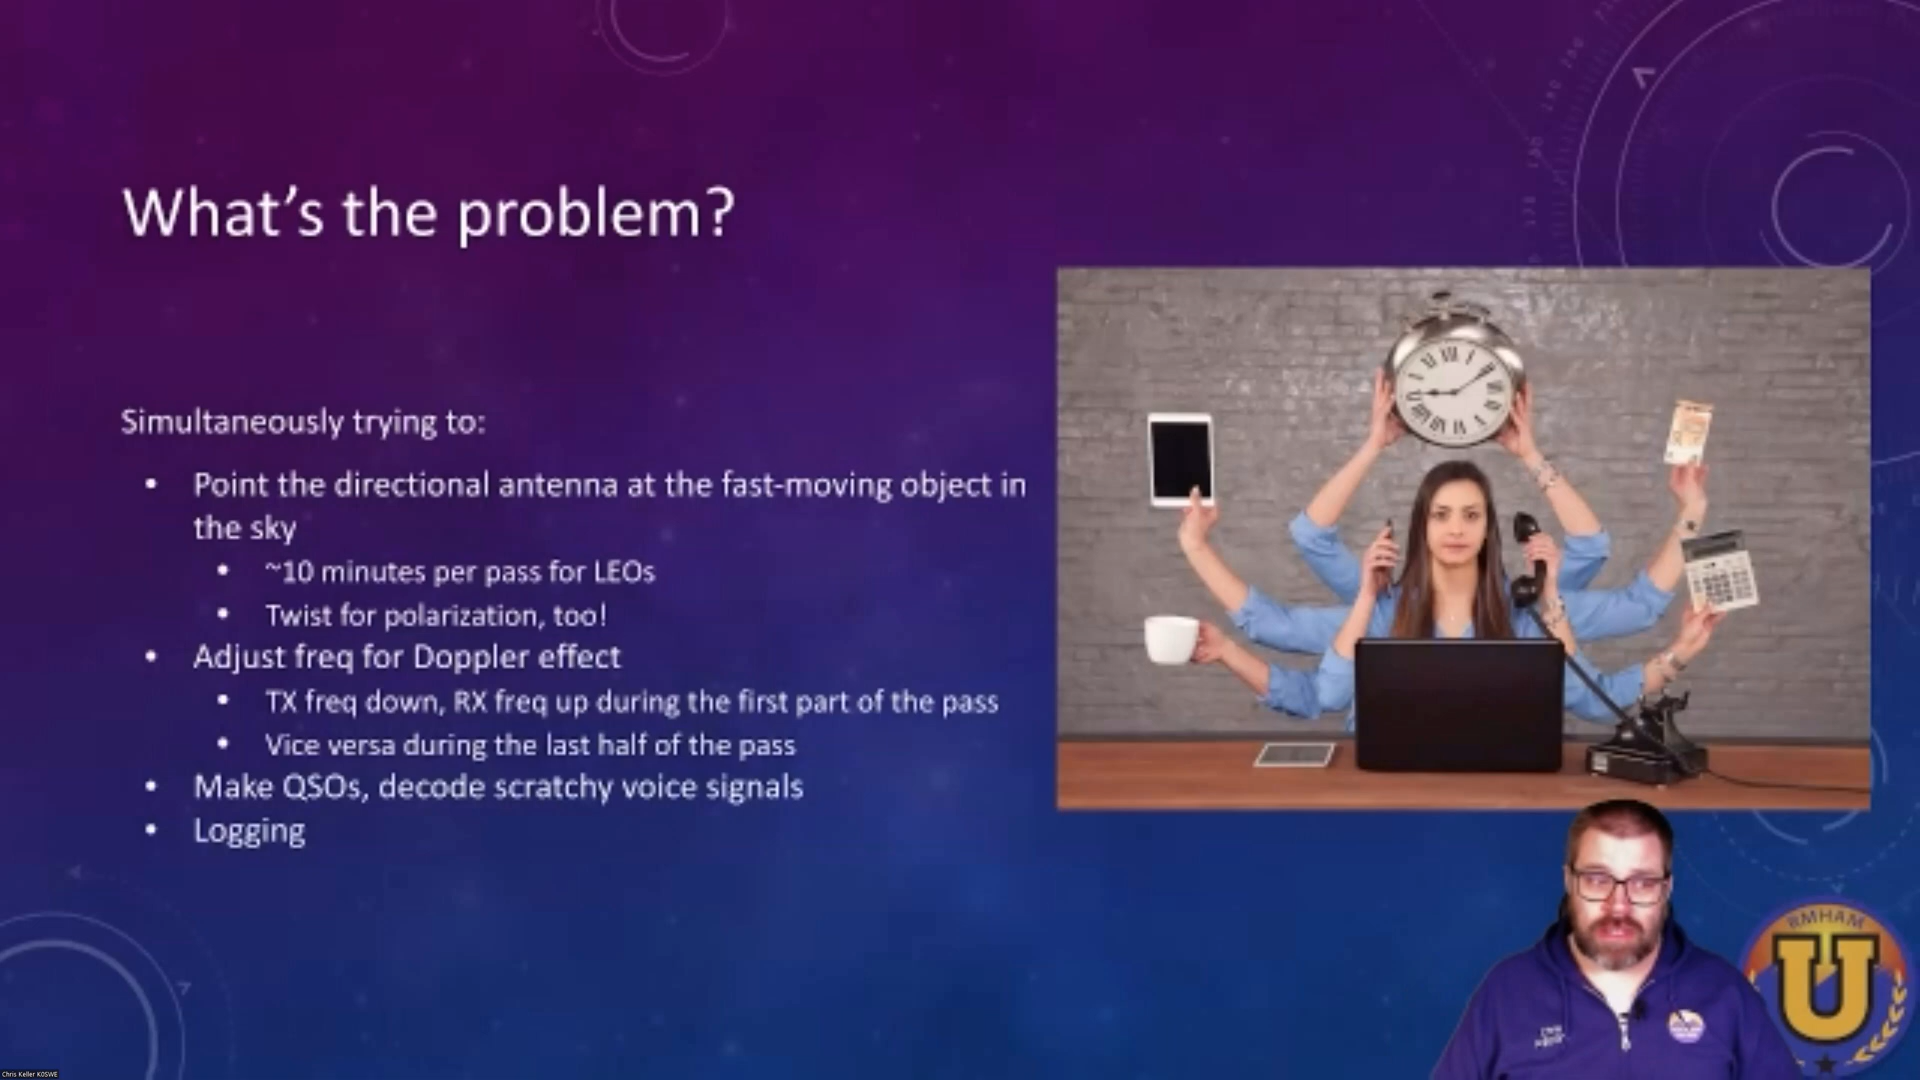 What's the problem?
Simultaneously trying to:
• Point the directional antenna at the fast-moving object in
the sky
• ~10 minutes per pass for LEOs
• Twist for polarization, too!
• Adjust freq for Doppler effect
• TX freq down, RX freq up during the first part of the pass
• Vice versa during the last half of the pass
• Make QSOs, decode scratchy voice signals
• Logging
RMHAM
U
Chris Keller K0SWE